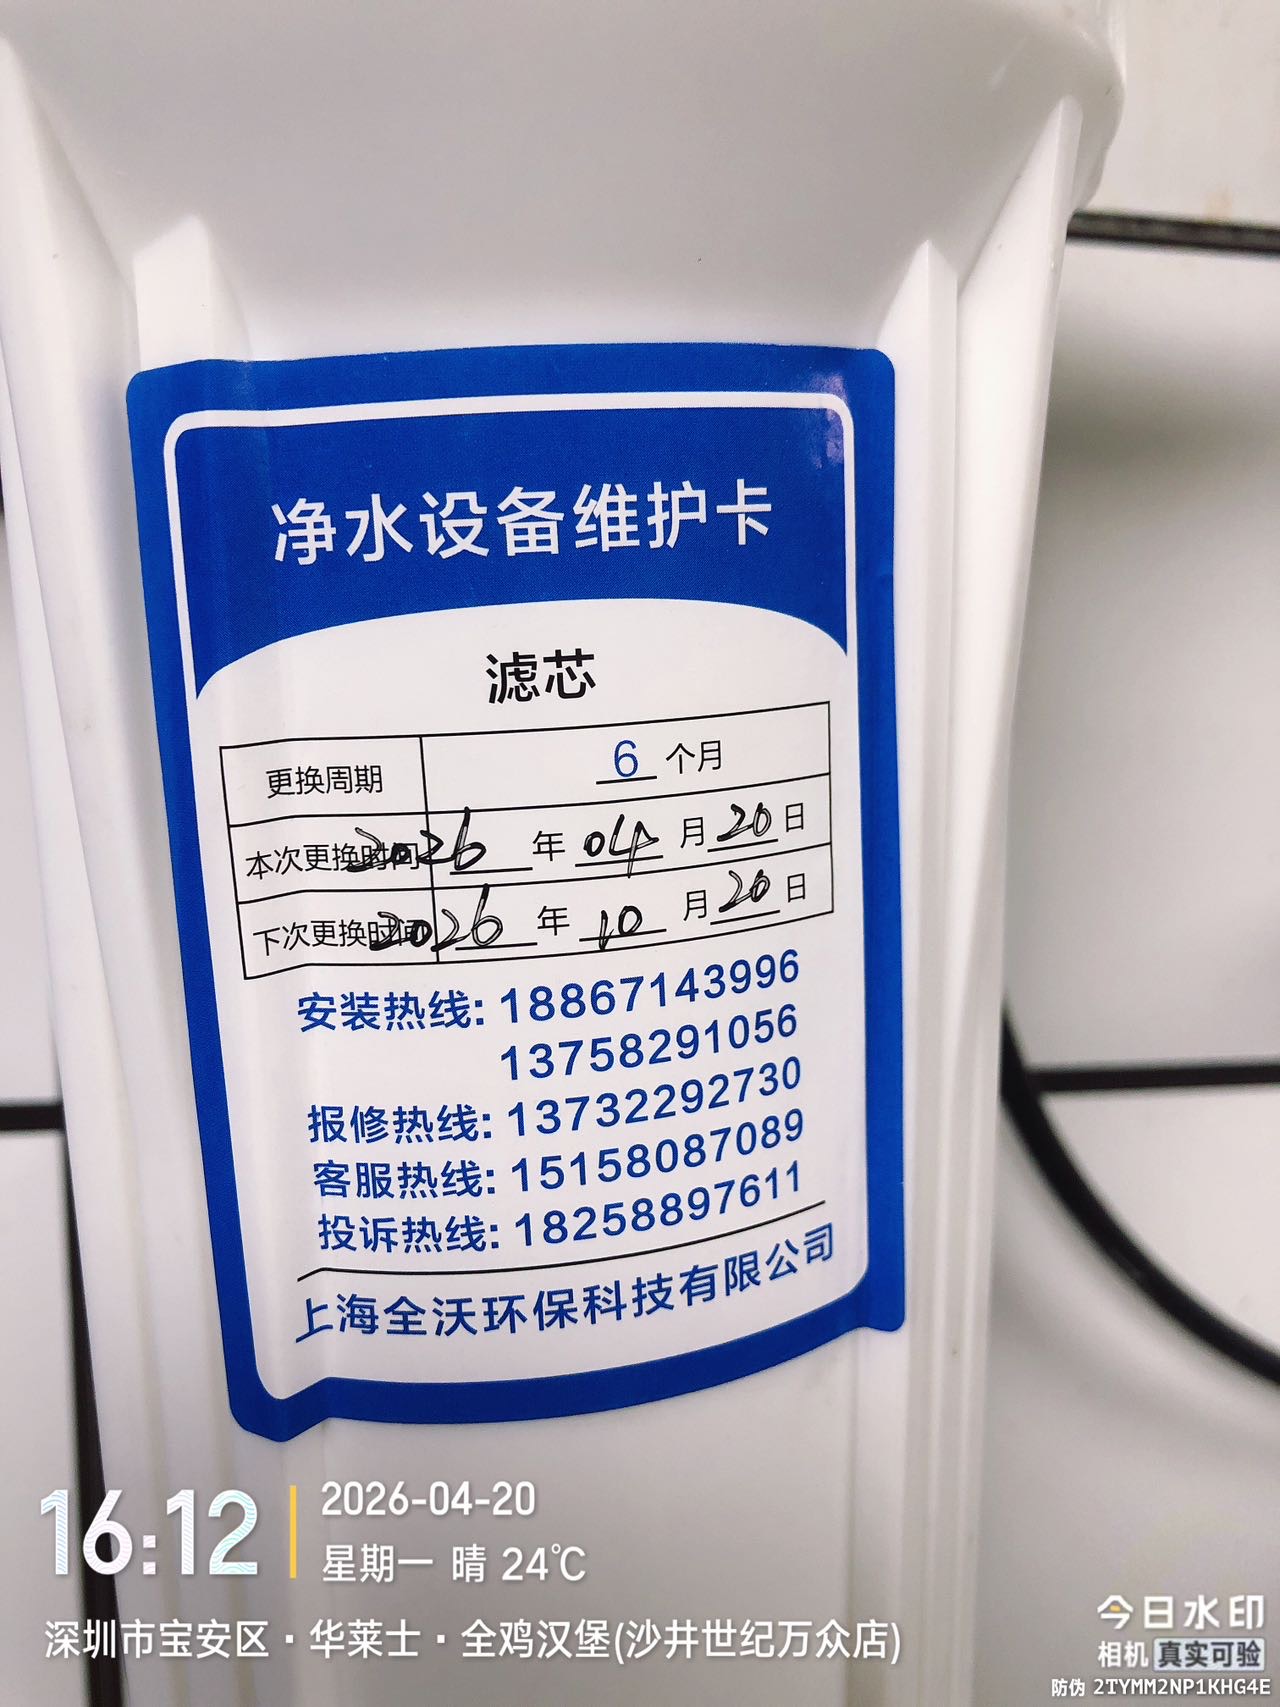 净水设备维护卡
滤芯
更换周期 6 个月
本次更换时间 2026 年 04 月 20 日
下次更换时间 2026 年 10 月 20 日
安装热线: 18867143996
13758291056
报修热线: 13732292730
客服热线: 15158087089
投诉热线: 18258897611
上海全沃环保科技有限公司
16:12
2026-04-20
星期一 晴 24℃
深圳市宝安区·华莱士·全鸡汉堡(沙井世纪万众店)
今日水印
相机 真实可验
防伪 2TYMM2NP1KHG4E